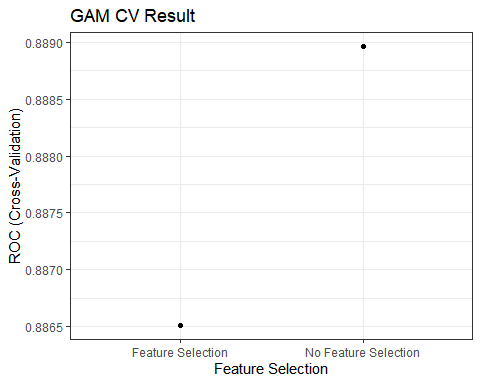 GAM CV Result
ROC (Cross-Validation)
0.8890
0.8885
0.8880
0.8875
0.8870
0.8865
Feature Selection
No Feature Selection
Feature Selection